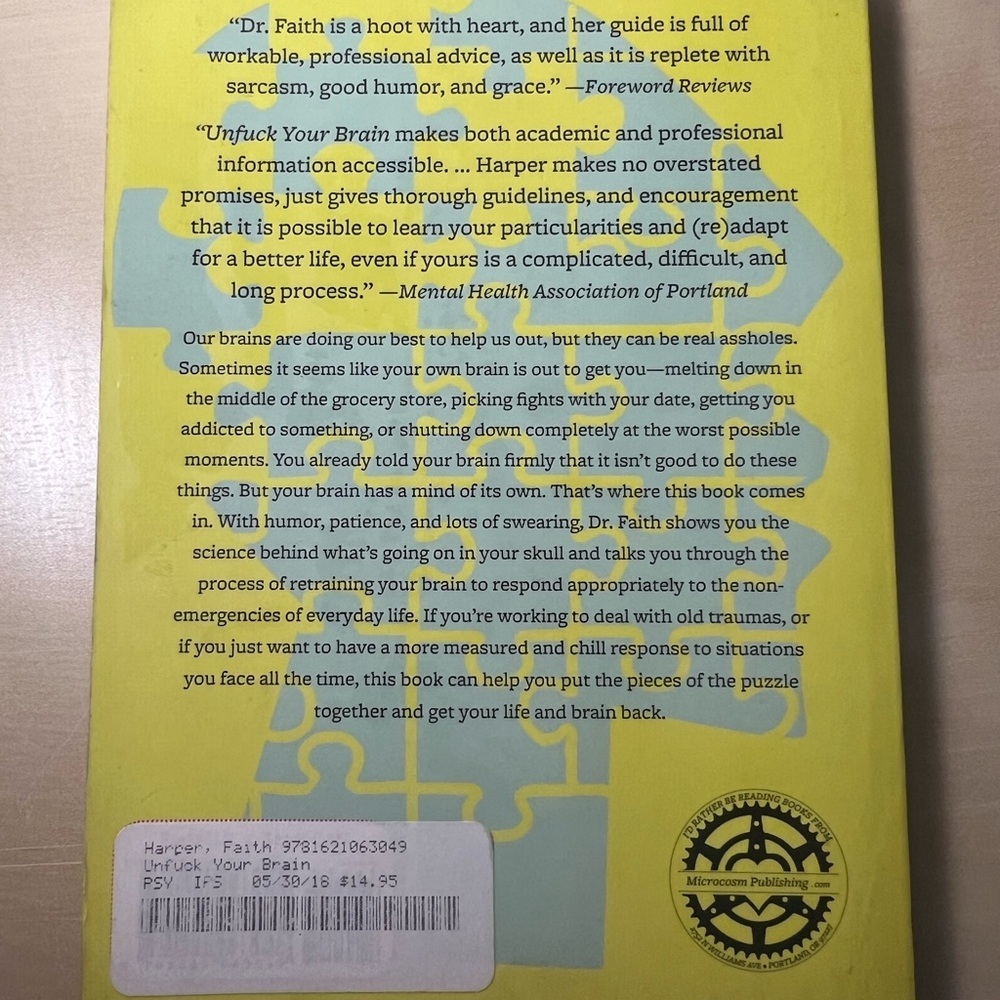 “Dr. Faith is a hoot with heart, and her guide is full of
workable, professional advice, as well as it is replete with
sarcasm, good humor, and grace.” —Foreword Reviews
“Unfuck Your Brain makes both academic and professional
information accessible. ... Harper makes no overstated
promises, just gives thorough guidelines, and encouragement
that it is possible to learn your particularities and (re)adapt
for a better life, even if yours is a complicated, difficult, and
long process.” —Mental Health Association of Portland
Our brains are doing our best to help us out, but they can be real assholes.
Sometimes it seems like your own brain is out to get you—melting down in
the middle of the grocery store, picking fights with your date, getting you
addicted to something, or shutting down completely at the worst possible
moments. You already told your brain firmly that it isn’t good to do these
things. But your brain has a mind of its own. That’s where this book comes
in. With humor, patience, and lots of swearing, Dr. Faith shows you the
science behind what’s going on in your skull and talks you through the
process of retraining your brain to respond appropriately to the non-
emergencies of everyday life. If you’re working to deal with old traumas, or
if you just want to have a more measured and chill response to situations
you face all the time, this book can help you put the pieces of the puzzle
together and get your life and brain back.
Harper, Faith 9781621063049
Unfuck Your Brain
PSY IPS 05/30/18 $14.95
I'D RATHER BE READING BOOKS FROM
Microcosm Publishing .com
N WILLIAMS AVE • PORTLAND, OR 97227